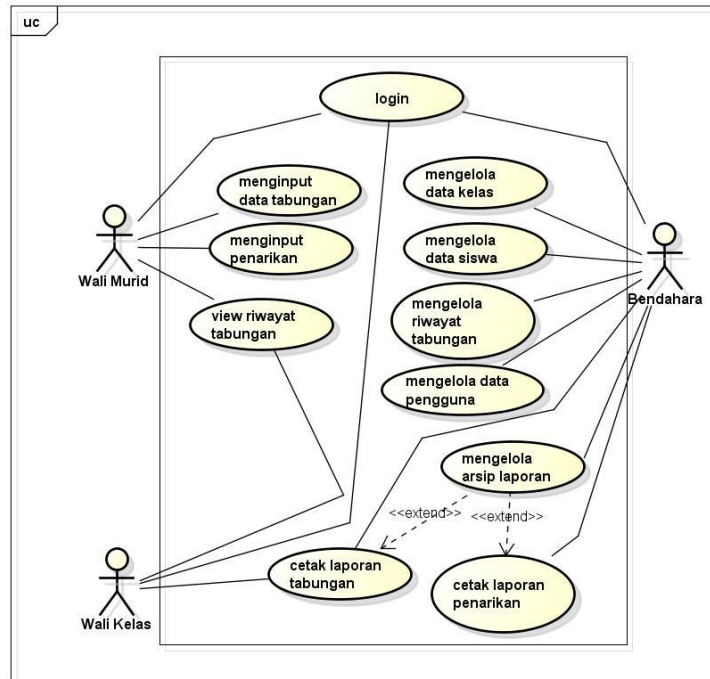 uc
login
menginput
data tabungan
mengelola
data kelas
menginput
penarikan
mengelola
data siswa
Wali Murid
Bendahara
view riwayat
tabungan
mengelola
riwayat
tabungan
mengelola data
pengguna
mengelola
arsip laporan
<<extend>>
<<extend>>
cetak laporan
tabungan
cetak laporan
penarikan
Wali Kelas